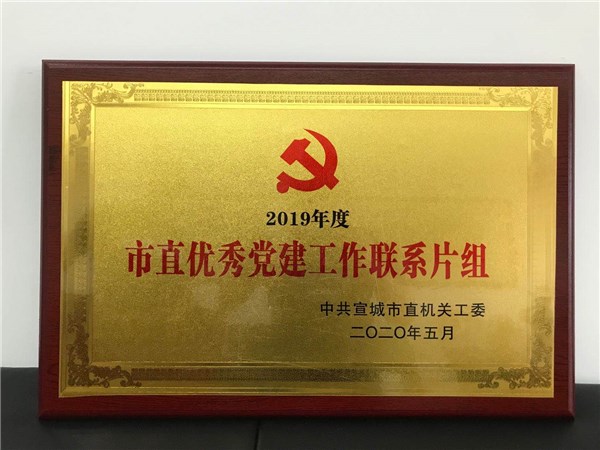 2019年度
市直优秀党建工作联系片组
中共宣城市直机关工委
二〇二〇年五月